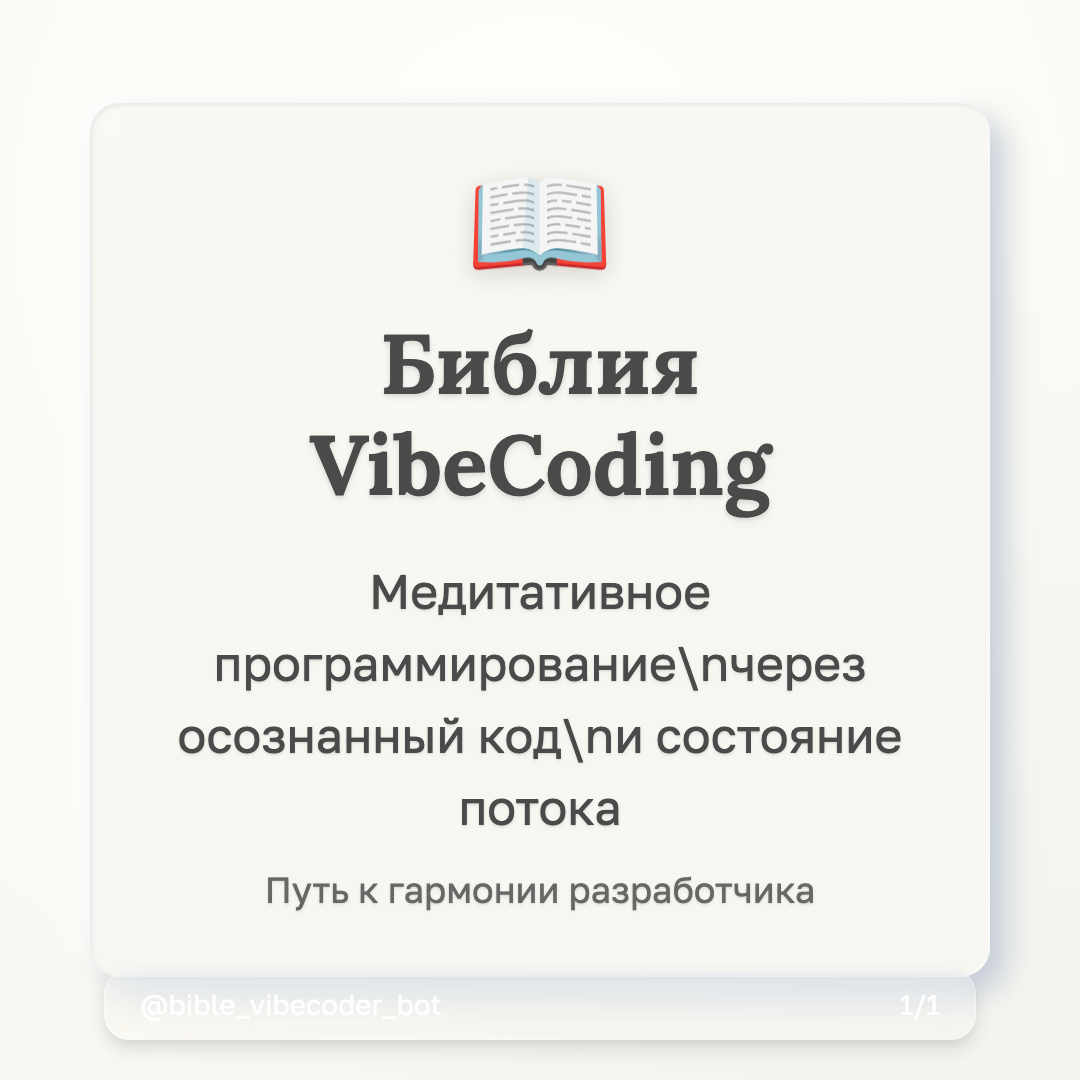 Библия
VibeCoding
Медитативное
программирование\nчерез
осознанный код\nи состояние
потока
Путь к гармонии разработчика
@bible_vibecoder_bot 1/1